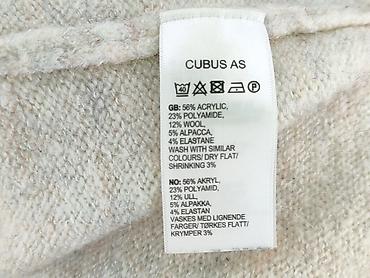 CUBUS AS
40 P
GB: 56% ACRYLIC,
23% POLYAMIDE,
12% WOOL,
5% ALPACCA,
4% ELASTANE
WASH WITH SIMILAR
COLOURS/ DRY FLAT/
SHRINKING 3%
NO: 56% AKRYL,
23% POLYAMID,
12% ULL,
5% ALPAKKA,
4% ELASTAN
VASKES MED LIGNENDE
FARGER/ TØRKES FLATT/
KRYMPER 3%